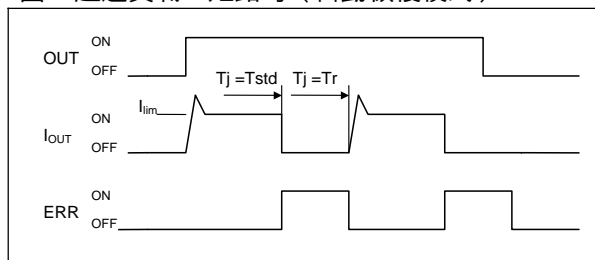 OUT
ON
OFF
Tj =Tstd
Tj =Tr
Ilim
IOUT
ON
OFF
ERR
ON
OFF